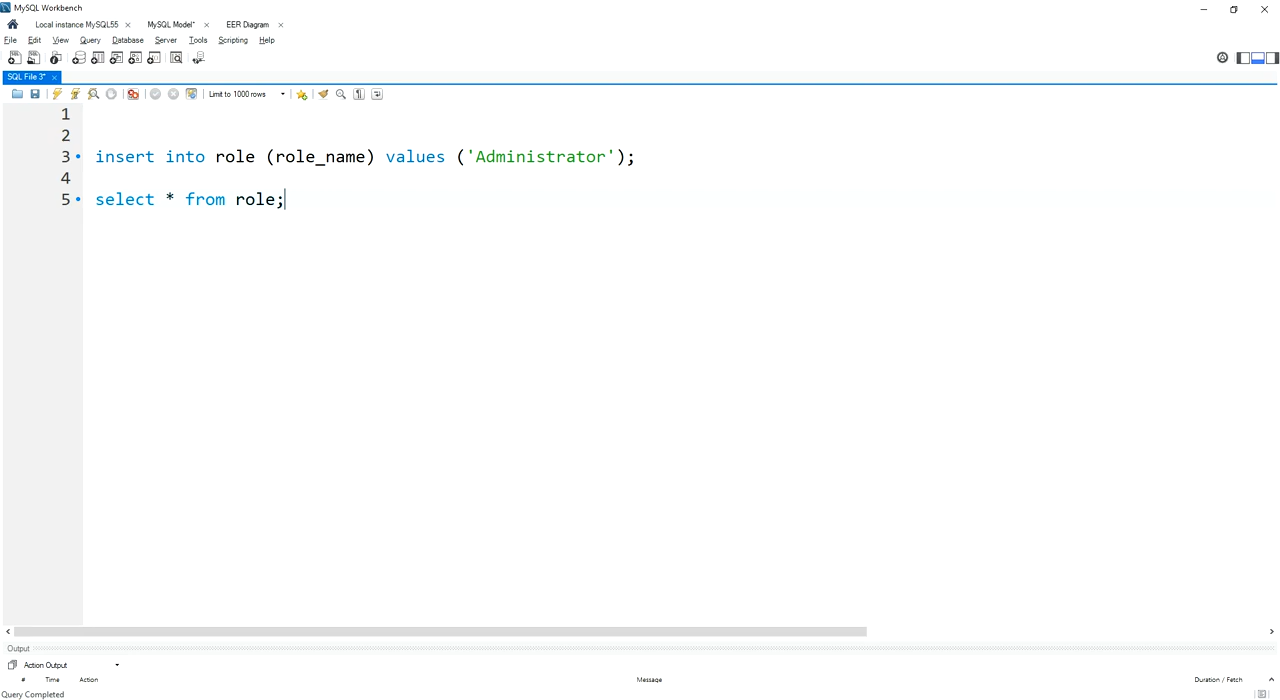 MySQL Workbench
Local instance MySQL55 × MySQL Model* × EER Diagram ×
File Edit View Query Database Server Tools Scripting Help
SQL File 3* ×
Limit to 1000 rows
1
2
3 insert into role (role_name) values ('Administrator');
4
5 select * from role;
Output
Action Output
# Time Action Message Duration / Fetch
Query Completed